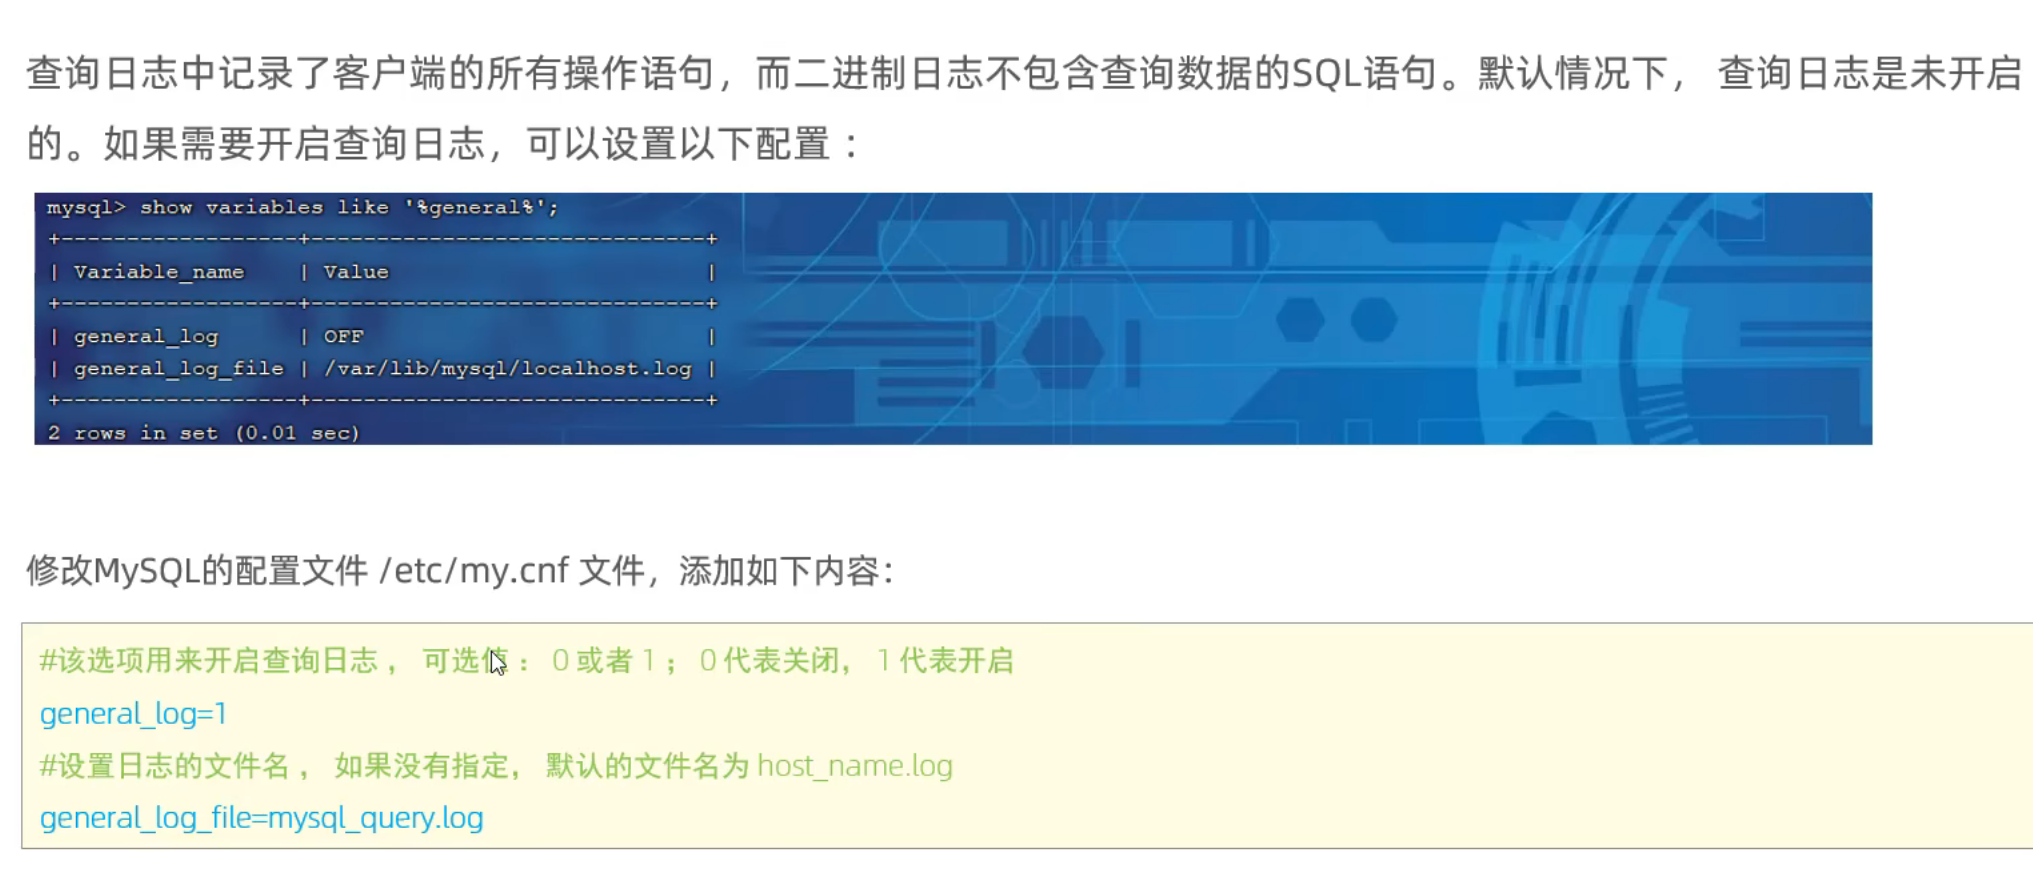 查询日志中记录了客户端的所有操作语句，而二进制日志不包含查询数据的SQL语句。默认情况下， 查询日志是未开启
的。如果需要开启查询日志，可以设置以下配置 ：
mysql> show variables like '%general%';
+------------------+------------------------------+
| Variable_name    | Value                        |
+------------------+------------------------------+
| general_log      | OFF                          |
| general_log_file | /var/lib/mysql/localhost.log |
+------------------+------------------------------+
2 rows in set (0.01 sec)
修改MySQL的配置文件 /etc/my.cnf 文件，添加如下内容：
#该选项用来开启查询日志 ， 可选值 ： 0 或者 1 ； 0 代表关闭， 1 代表开启
general_log=1
#设置日志的文件名 ， 如果没有指定， 默认的文件名为 host_name.log
general_log_file=mysql_query.log